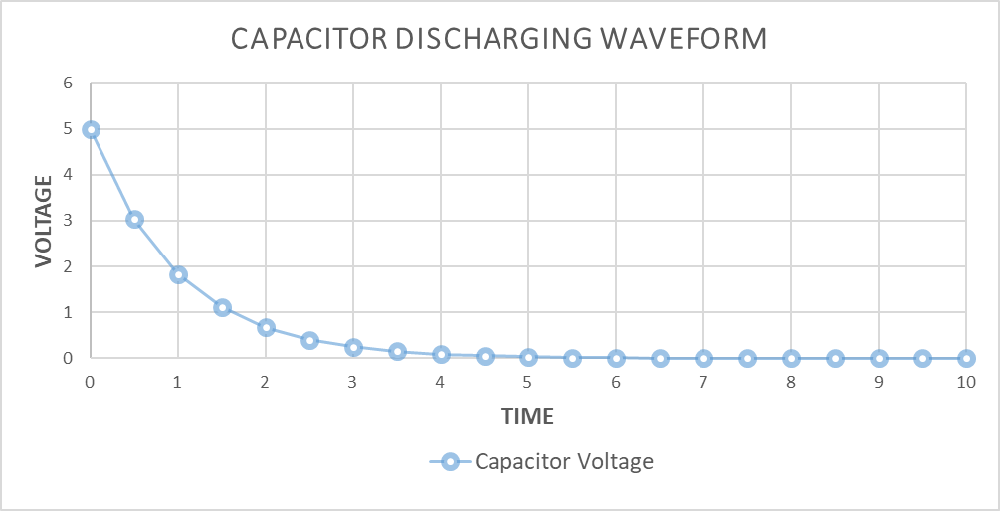 CAPACITOR DISCHARGING WAVEFORM
6
5
4
3
2
1
0
VOLTAGE
0 1 2 3 4 5 6 7 8 9 10
TIME
Capacitor Voltage